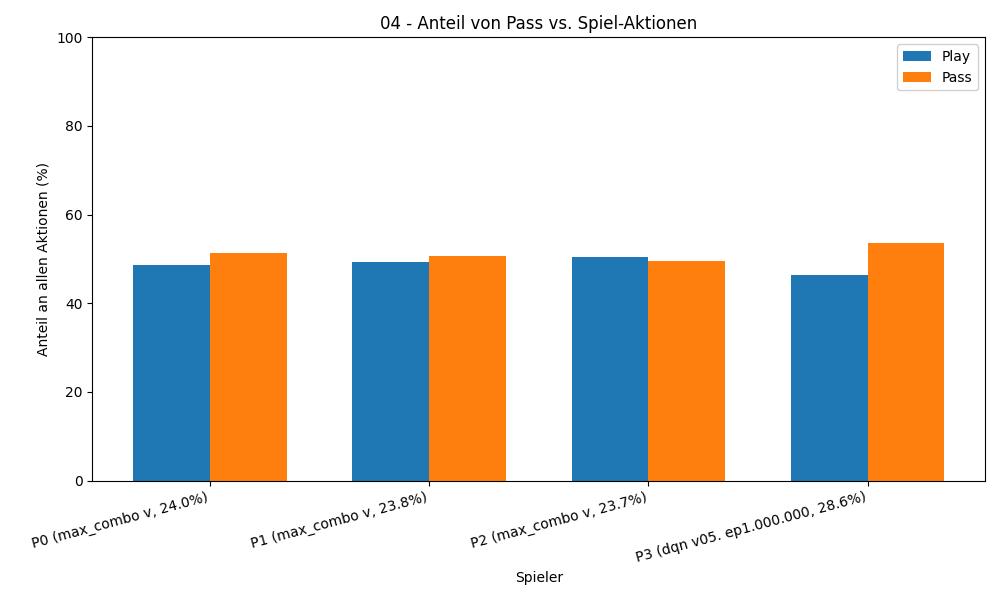 04 - Anteil von Pass vs. Spiel-Aktionen
Play
Pass
Anteil an allen Aktionen (%)
100
80
60
40
20
0
P0 (max_combo v, 24.0%)
P1 (max_combo v, 23.8%)
P2 (max_combo v, 23.7%)
P3 (dqn v05. ep1.000.000, 28.6%)
Spieler